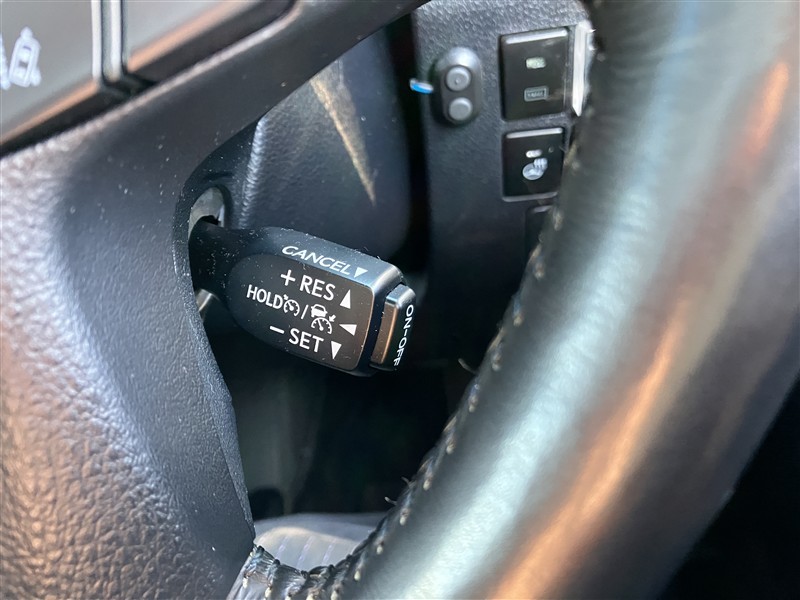 CANCEL▼
+ RES ▲
HOLD / ◀
− SET ▼
ON-OFF